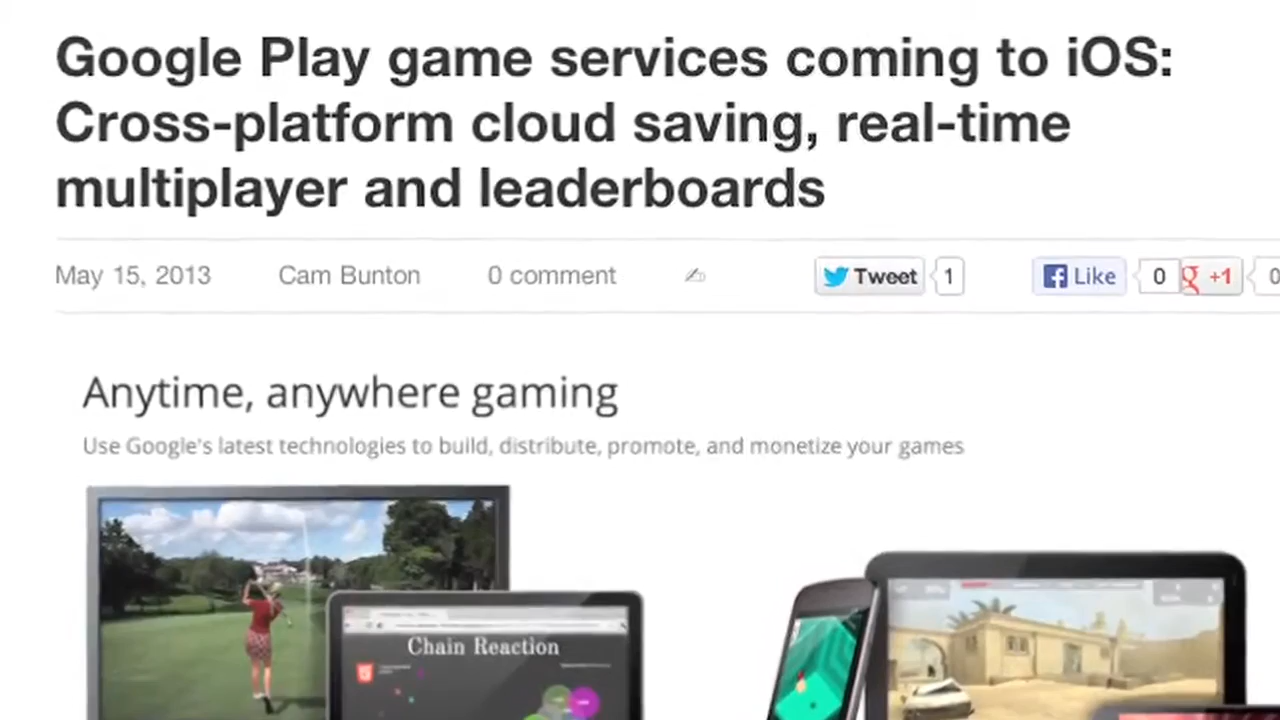 Google Play game services coming to iOS:
Cross-platform cloud saving, real-time
multiplayer and leaderboards
May 15, 2013 Cam Bunton 0 comment Tweet 1 Like 0 +1 0
Anytime, anywhere gaming
Use Google's latest technologies to build, distribute, promote, and monetize your games
Chain Reaction